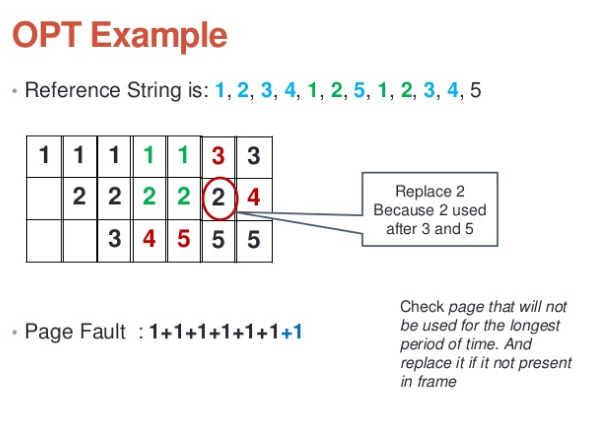 OPT Example
• Reference String is: 1, 2, 3, 4, 1, 2, 5, 1, 2, 3, 4, 5
1 1 1 1 1 3 3
2 2 2 2 2 4
3 4 5 5 5
Replace 2
Because 2 used
after 3 and 5
• Page Fault : 1+1+1+1+1+1+1
Check page that will not
be used for the longest
period of time. And
replace it if it not present
in frame